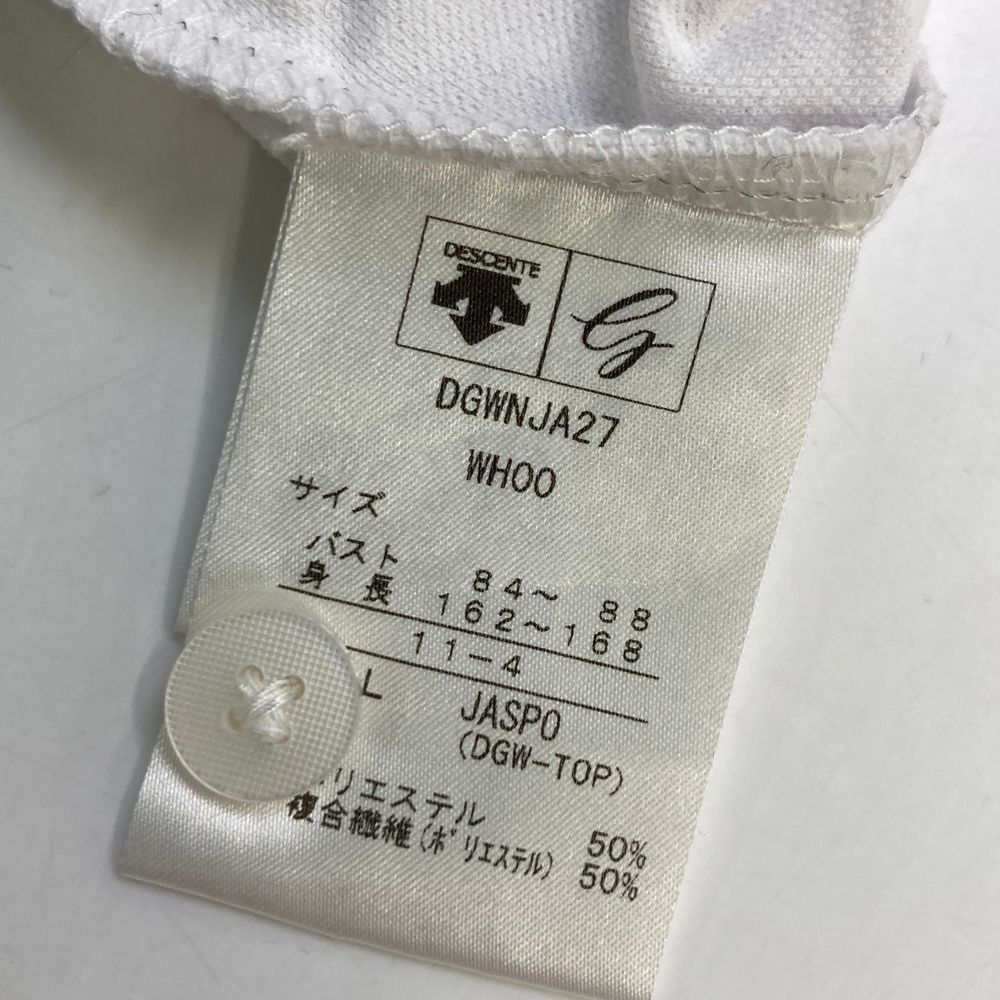 DESCENTE
G
DGWNJA27
WH00
サイズ
バスト 84～ 88
身長 162～168
11-4
L JASPO
(DGW-TOP)
ポリエステル 50%
複合繊維(ポリエステル) 50%